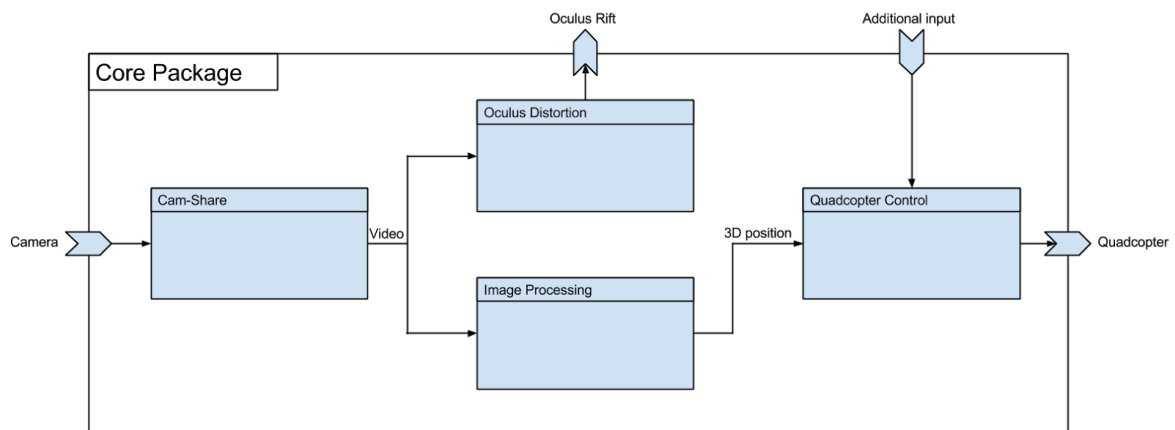 Oculus Rift
Additional input
Core Package
Oculus Distortion
Cam-Share
Quadcopter Control
Camera
Video
3D position
Quadcopter
Image Processing